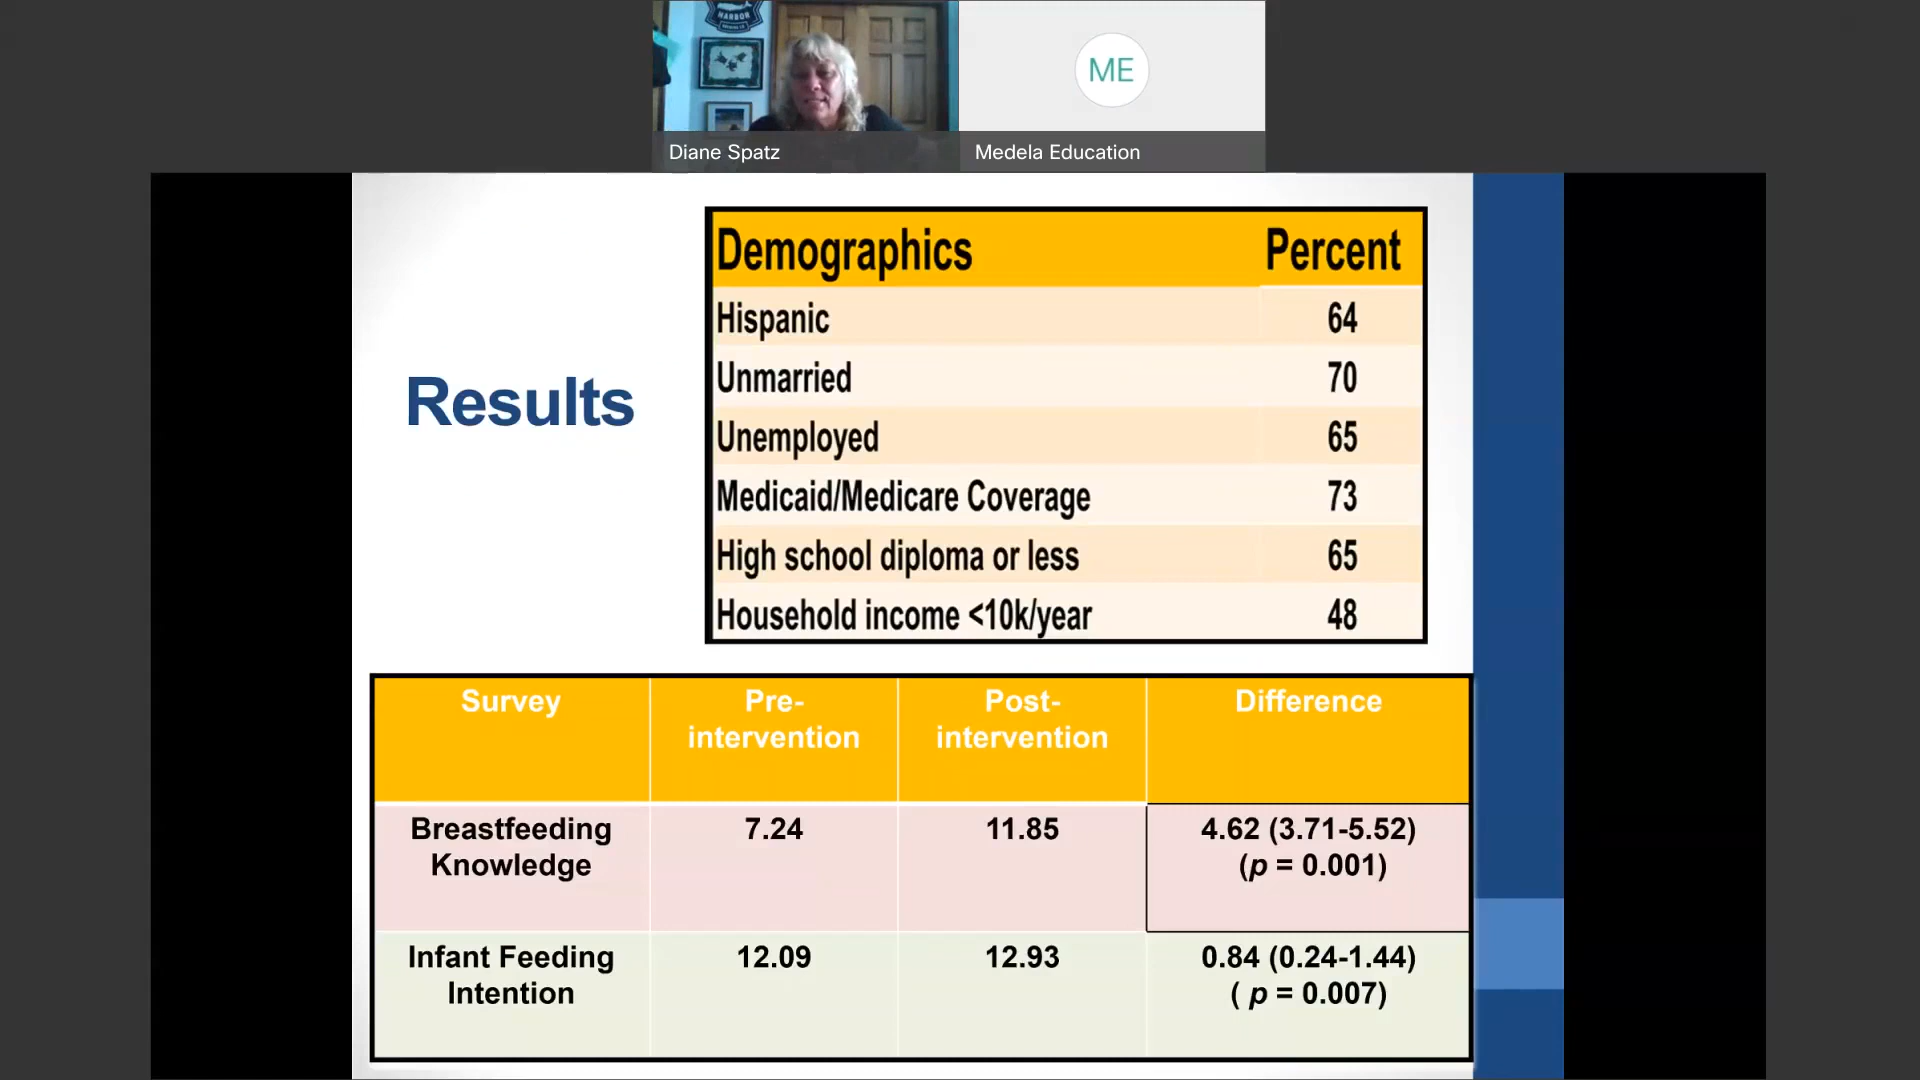 HARBOR
ME
Diane Spatz
Medela Education
Results
Demographics Percent
Hispanic 64
Unmarried 70
Unemployed 65
Medicaid/Medicare Coverage 73
High school diploma or less 65
Household income <10k/year 48
Survey Pre- Post- Difference
intervention intervention
Breastfeeding 7.24 11.85 4.62 (3.71-5.52)
Knowledge (p = 0.001)
Infant Feeding 12.09 12.93 0.84 (0.24-1.44)
Intention ( p = 0.007)